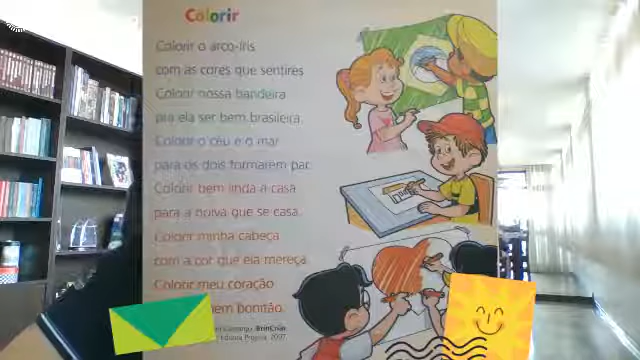 Colorir
Colorir o arco-íris
com as cores que sentires
Colorir nossa bandeira
pra ela ser bem brasileira.
Colorir o céu e o mar
para os dois formarem par.
Colorir bem linda a casa
para a noiva que se casa.
Colorir minha cabeça
com a cor que ela mereça.
Colorir meu coração
bem bonitão.
BrinCriar
Editora Projeto, 2007